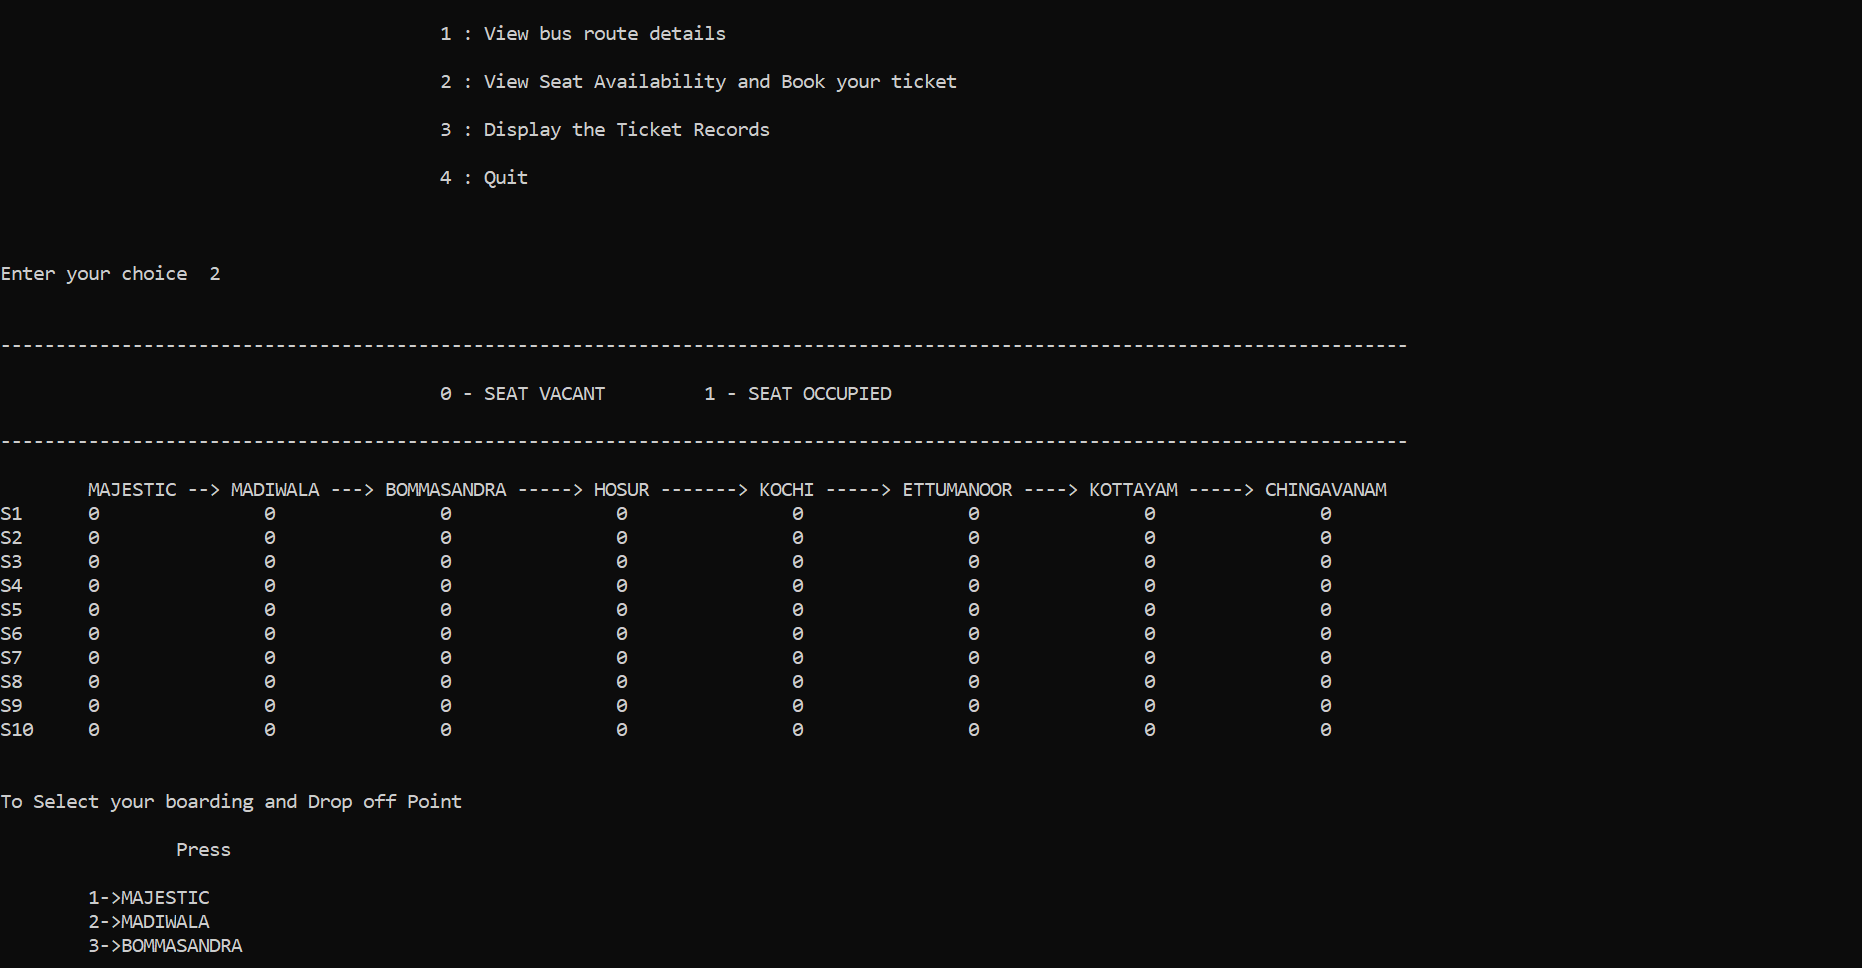 1 : View bus route details
2 : View Seat Availability and Book your ticket
3 : Display the Ticket Records
4 : Quit
Enter your choice  2
--------------------------------------------------------------------------------------------------------------------------------
0 - SEAT VACANT         1 - SEAT OCCUPIED
--------------------------------------------------------------------------------------------------------------------------------
MAJESTIC --> MADIWALA ---> BOMMASANDRA -----> HOSUR -------> KOCHI -----> ETTUMANOOR ----> KOTTAYAM -----> CHINGAVANAM
S1 0 0 0 0 0 0 0 0
S2 0 0 0 0 0 0 0 0
S3 0 0 0 0 0 0 0 0
S4 0 0 0 0 0 0 0 0
S5 0 0 0 0 0 0 0 0
S6 0 0 0 0 0 0 0 0
S7 0 0 0 0 0 0 0 0
S8 0 0 0 0 0 0 0 0
S9 0 0 0 0 0 0 0 0
S10 0 0 0 0 0 0 0 0
To Select your boarding and Drop off Point
Press
1->MAJESTIC
2->MADIWALA
3->BOMMASANDRA